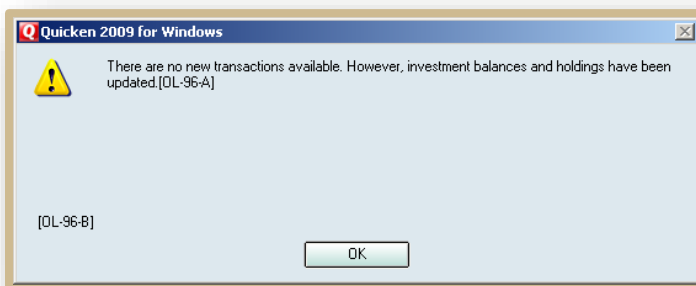 Quicken 2009 for Windows
There are no new transactions available. However, investment balances and holdings have been
updated.[OL-96-A]
[OL-96-B]
OK